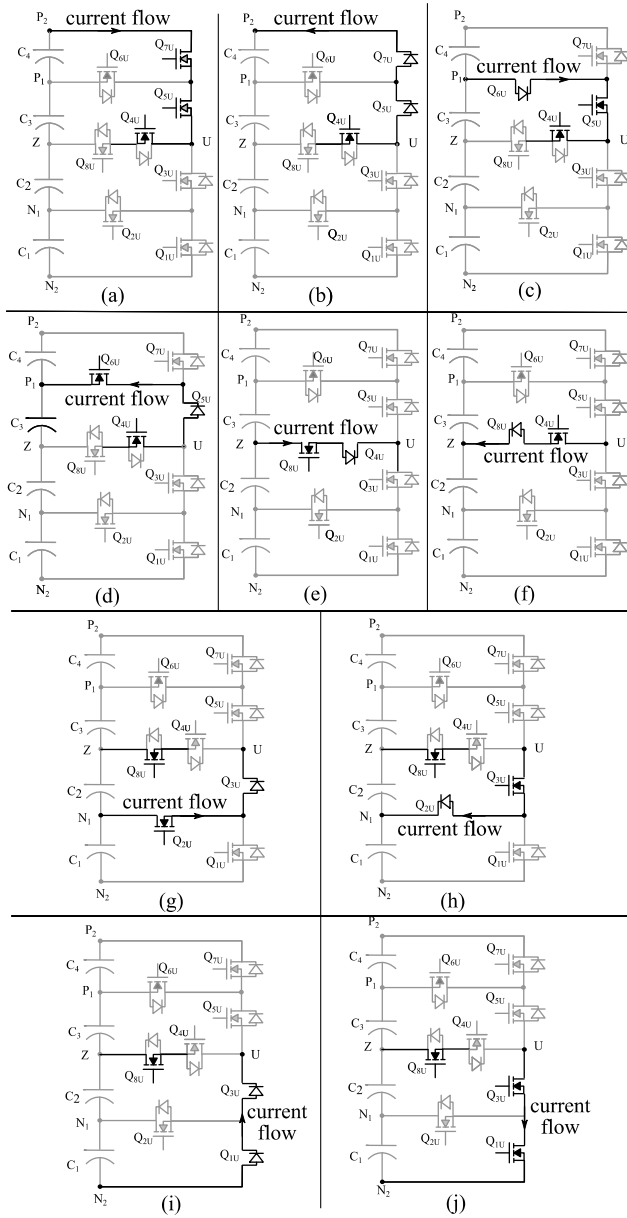 P2 current flow
C4 Q7U
Q6U
P1
Q5U
C3 Q4U
Z U
Q8U
C2 Q3U
N1
Q2U
C1 Q1U
N2
(a)
P2 current flow
C4 Q7U
Q6U
P1
Q5U
C3 Q4U
Z U
Q8U
C2 Q3U
N1
Q2U
C1 Q1U
N2
(b)
P2
C4 Q7U
current flow
P1
Q6U
C3 Q4U Q5U
Z U
Q8U
C2 Q3U
N1
Q2U
C1 Q1U
N2
(c)
P2
C4 Q6U Q7U
P1
current flow Q5U
C3 Q4U
Z U
Q8U
C2 Q3U
N1
Q2U
C1 Q1U
N2
(d)
P2
C4 Q7U
Q6U
P1
Q5U
C3 current flow
Z U
Q8U Q4U
C2 Q3U
N1
Q2U
C1 Q1U
N2
(e)
P2
C4 Q7U
Q6U
P1
Q5U
C3 Q8U Q4U
Z U
current flow
C2 Q3U
N1
Q2U
C1 Q1U
N2
(f)
P2
C4 Q7U
Q6U
P1
Q5U
C3 Q4U
Z U
Q8U Q3U
C2
current flow
N1
Q2U
C1 Q1U
N2
(g)
P2
C4 Q7U
Q6U
P1
Q5U
C3 Q4U
Z U
Q8U Q3U
C2 Q2U
N1
current flow
C1 Q1U
N2
(h)
P2
C4 Q7U
Q6U
P1
Q5U
C3 Q4U
Z U
Q8U Q3U
C2
current
flow
N1
Q2U
C1 Q1U
N2
(i)
P2
C4 Q7U
Q6U
P1
Q5U
C3 Q4U
Z U
Q8U
C2 Q3U
current
flow
N1
Q2U Q1U
C1
N2
(j)